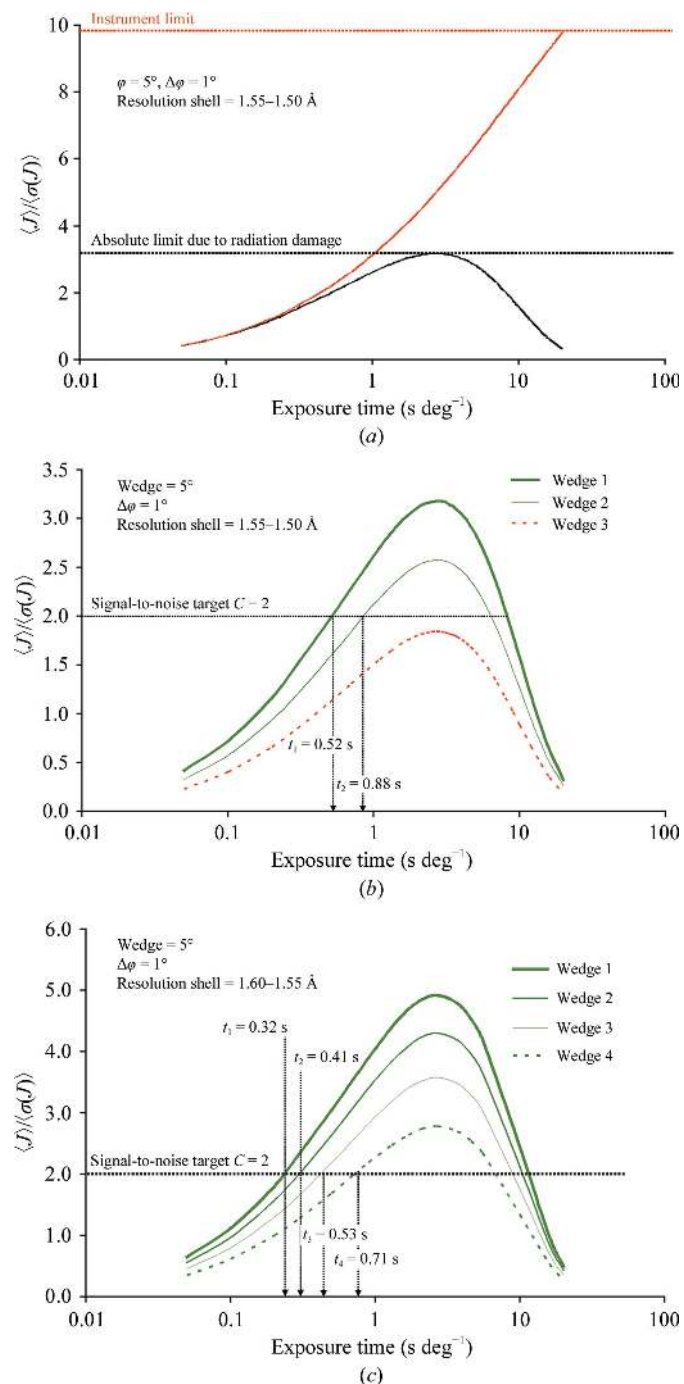 Instrument limit
10
8
6
4
2
0
⟨J⟩/⟨σ(J)⟩
φ = 5°, Δφ = 1°
Resolution shell = 1.55–1.50 Å
Absolute limit due to radiation damage
0.01 0.1 1 10 100
Exposure time (s deg⁻¹)
(a)
3.5
3.0
2.5
2.0
1.5
1.0
0.5
0.0
⟨J⟩/⟨σ(J)⟩
Wedge = 5°
Δφ = 1°
Resolution shell = 1.55–1.50 Å
Wedge 1
Wedge 2
Wedge 3
Signal-to-noise target C = 2
t₁ = 0.52 s
t₂ = 0.88 s
0.01 0.1 1 10 100
Exposure time (s deg⁻¹)
(b)
6.0
5.0
4.0
3.0
2.0
1.0
0.0
⟨J⟩/⟨σ(J)⟩
Wedge = 5°
Δφ = 1°
Resolution shell = 1.60–1.55 Å
Wedge 1
Wedge 2
Wedge 3
Wedge 4
t₁ = 0.32 s
t₂ = 0.41 s
Signal-to-noise target C = 2
t₃ = 0.53 s
t₄ = 0.71 s
0.01 0.1 1 10 100
Exposure time (s deg⁻¹)
(c)